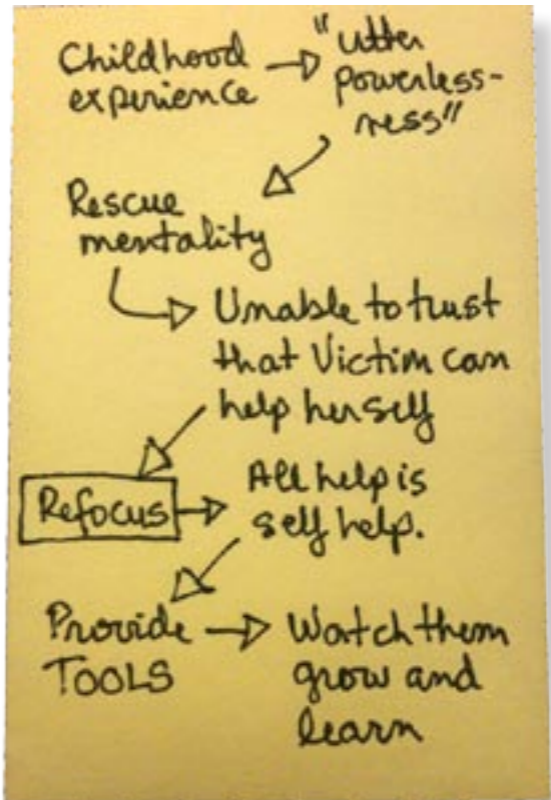 Childhood
experience
"utter
powerless-
ness"
Rescue
mentality
Unable to trust
that Victim can
help herself
Refocus
All help is
self help.
Provide
TOOLS
Watch them
grow and
learn